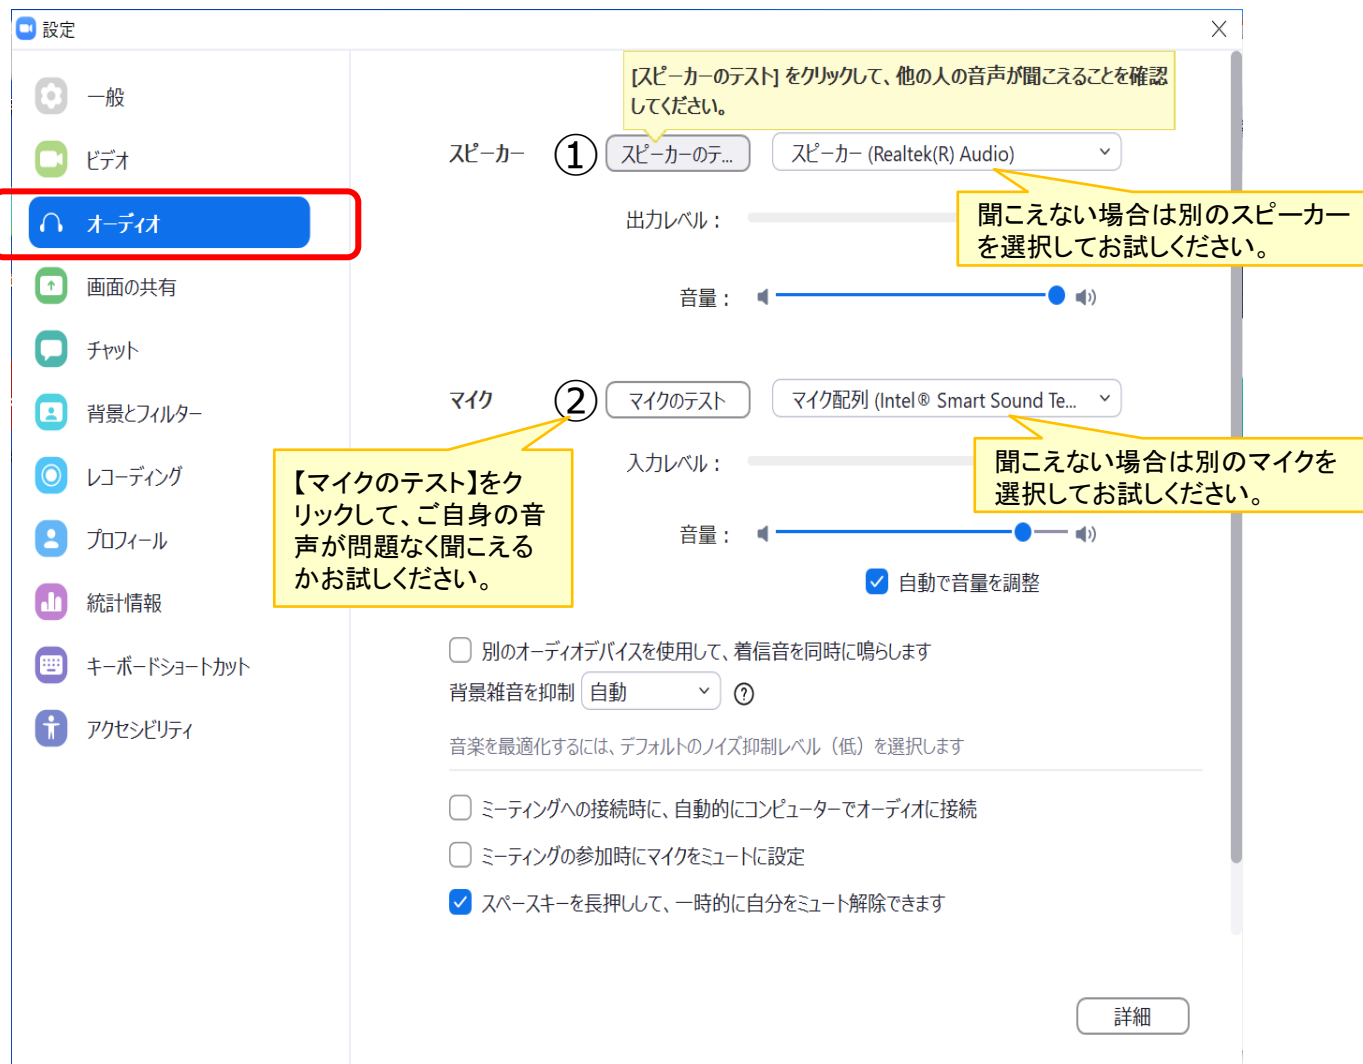 設定
一般
ビデオ
オーディオ
画面の共有
チャット
背景とフィルター
レコーディング
プロフィール
統計情報
キーボードショートカット
アクセシビリティ
[スピーカーのテスト] をクリックして、他の人の音声が聞こえることを確認
してください。
スピーカー ① スピーカーのテ... スピーカー (Realtek(R) Audio)
聞こえない場合は別のスピーカー
を選択してお試しください。
出力レベル：
音量：
マイク ② マイクのテスト マイク配列 (Intel® Smart Sound Te...
聞こえない場合は別のマイクを
選択してお試しください。
【マイクのテスト】をク
リックして、ご自身の音
声が問題なく聞こえる
かお試しください。
入力レベル：
音量：
自動で音量を調整
別のオーディオデバイスを使用して、着信音を同時に鳴らします
背景雑音を抑制 自動
音楽を最適化するには、デフォルトのノイズ抑制レベル（低）を選択します
ミーティングへの接続時に、自動的にコンピューターでオーディオに接続
ミーティングの参加時にマイクをミュートに設定
スペースキーを長押しして、一時的に自分をミュート解除できます
詳細